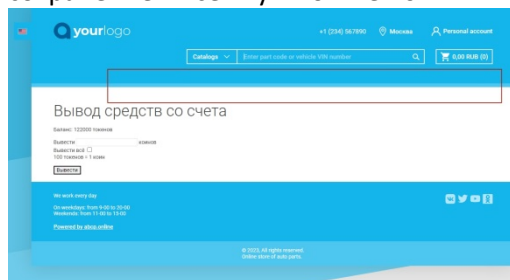 yourlogo
+1 (234) 567890
Москва
Personal account
Catalogs
Enter part code or vehicle VIN number
0,00 RUB (0)
Вывод средств со счета
Баланс: 122000 токенов
Вывести
коинов
Вывести всё
100 токенов = 1 коин
Вывести
We work every day
On weekdays: from 9-00 to 20-00
Weekends: from 11-00 to 18-00
Powered by abcp.online
© 2023, All rights reserved.
Online store of auto parts.